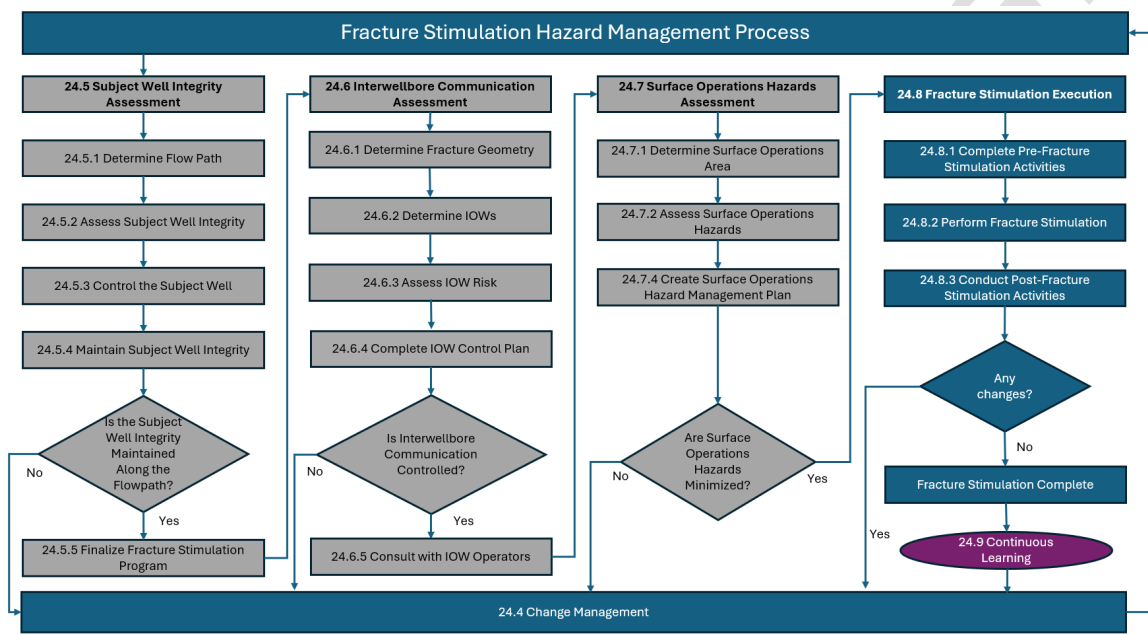 Fracture Stimulation Hazard Management Process
24.5 Subject Well Integrity
Assessment
24.5.1 Determine Flow Path
24.5.2 Assess Subject Well Integrity
24.5.3 Control the Subject Well
24.5.4 Maintain Subject Well Integrity
Is the Subject
Well Integrity
Maintained
Along the
Flowpath?
No
Yes
24.5.5 Finalize Fracture Stimulation
Program
24.6 Interwellbore Communication
Assessment
24.6.1 Determine Fracture Geometry
24.6.2 Determine IOWs
24.6.3 Assess IOW Risk
24.6.4 Complete IOW Control Plan
Is Interwellbore
Communication
Controlled?
No
Yes
24.6.5 Consult with IOW Operators
24.7 Surface Operations Hazards
Assessment
24.7.1 Determine Surface Operations
Area
24.7.2 Assess Surface Operations
Hazards
24.7.4 Create Surface Operations
Hazard Management Plan
Are Surface
Operations
Hazards
Minimized?
No
Yes
24.8 Fracture Stimulation Execution
24.8.1 Complete Pre-Fracture
Stimulation Activities
24.8.2 Perform Fracture Stimulation
24.8.3 Conduct Post-Fracture
Stimulation Activities
Any
changes?
No
Yes
Fracture Stimulation Complete
24.9 Continuous
Learning
24.4 Change Management